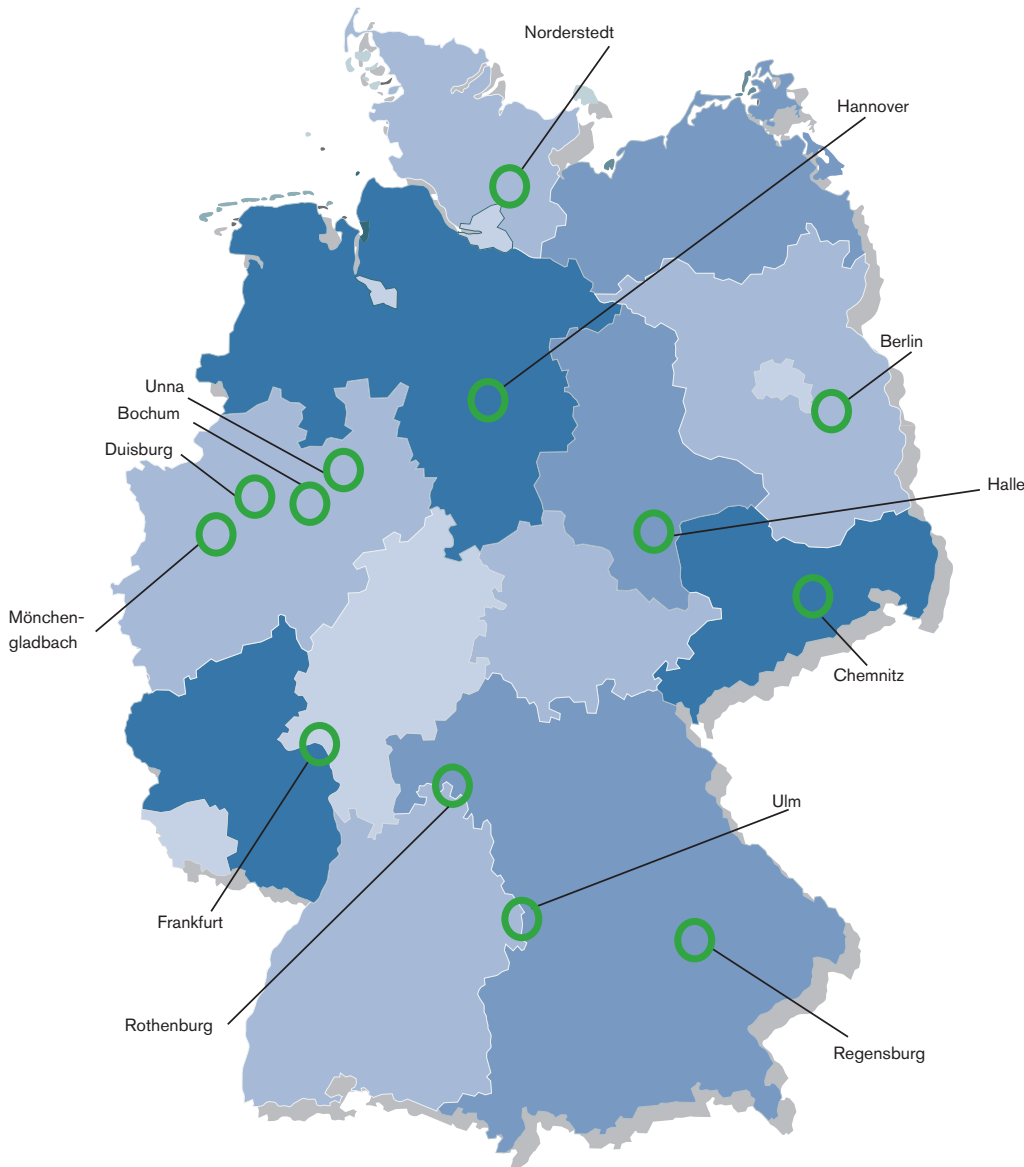 Norderstedt
Hannover
Berlin
Unna
Bochum
Duisburg
Halle
Mönchen-
gladbach
Chemnitz
Ulm
Frankfurt
Rothenburg
Regensburg